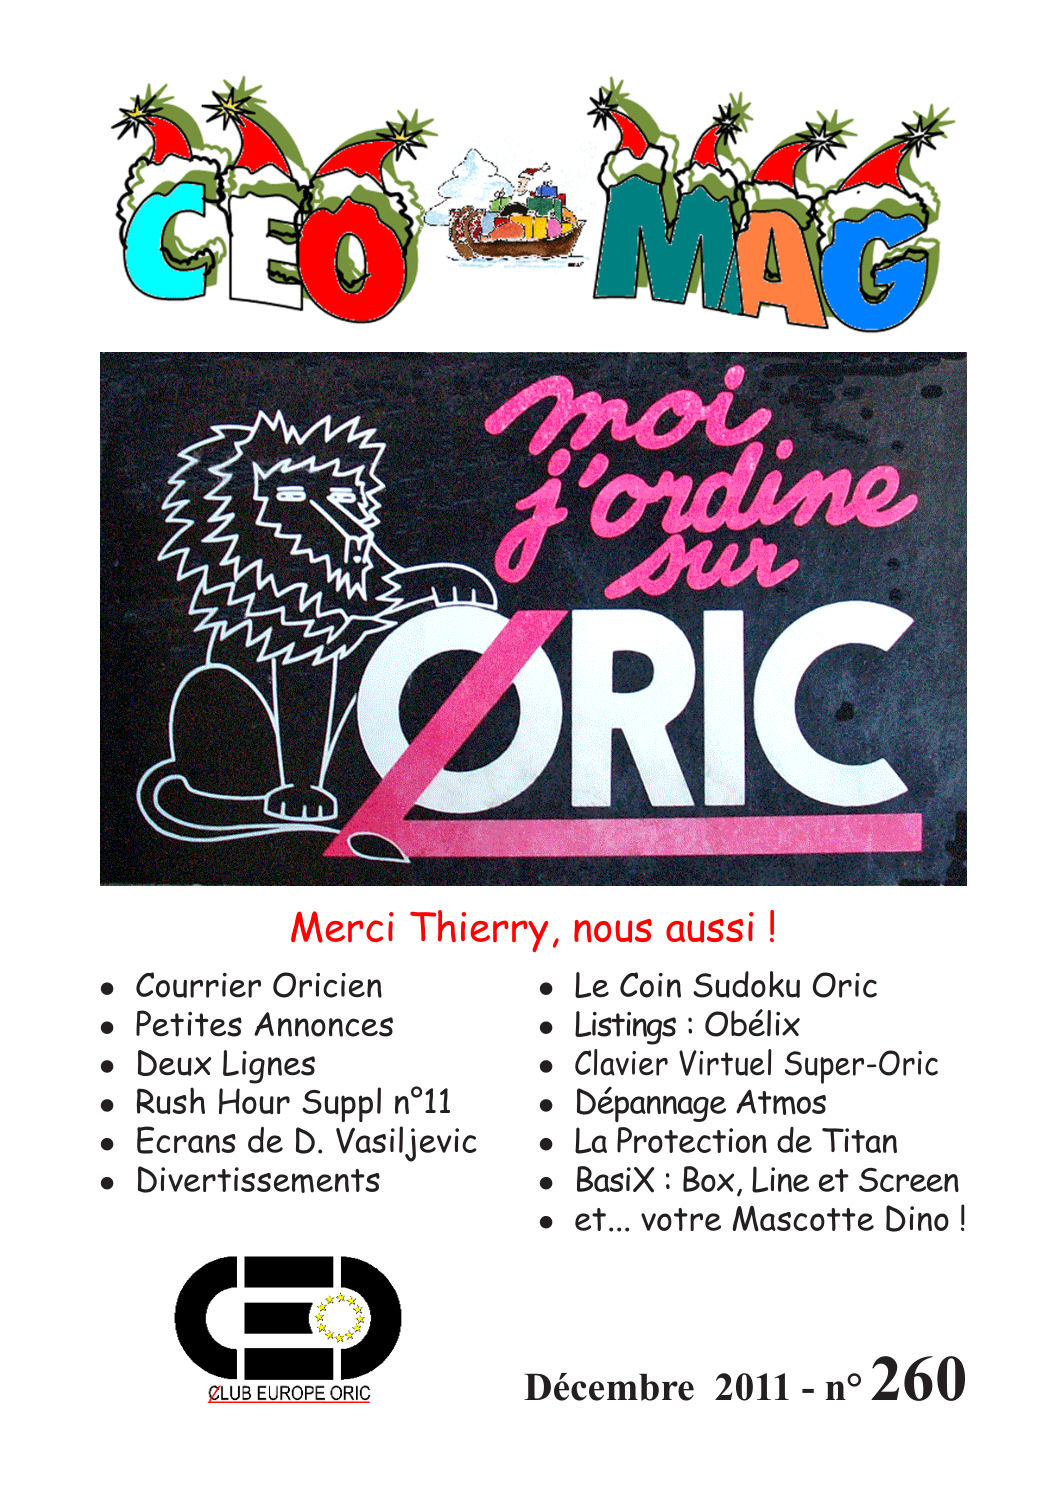 CEO MAG
moi
j'ordine
sur
ORIC
Merci Thierry, nous aussi !
• Courrier Oricien
• Petites Annonces
• Deux Lignes
• Rush Hour Suppl n°11
• Ecrans de D. Vasiljevic
• Divertissements
• Le Coin Sudoku Oric
• Listings : Obélix
• Clavier Virtuel Super-Oric
• Dépannage Atmos
• La Protection de Titan
• BasiX : Box, Line et Screen
• et... votre Mascotte Dino !
CEO
CLUB EUROPE ORIC
Décembre 2011 - n° 260